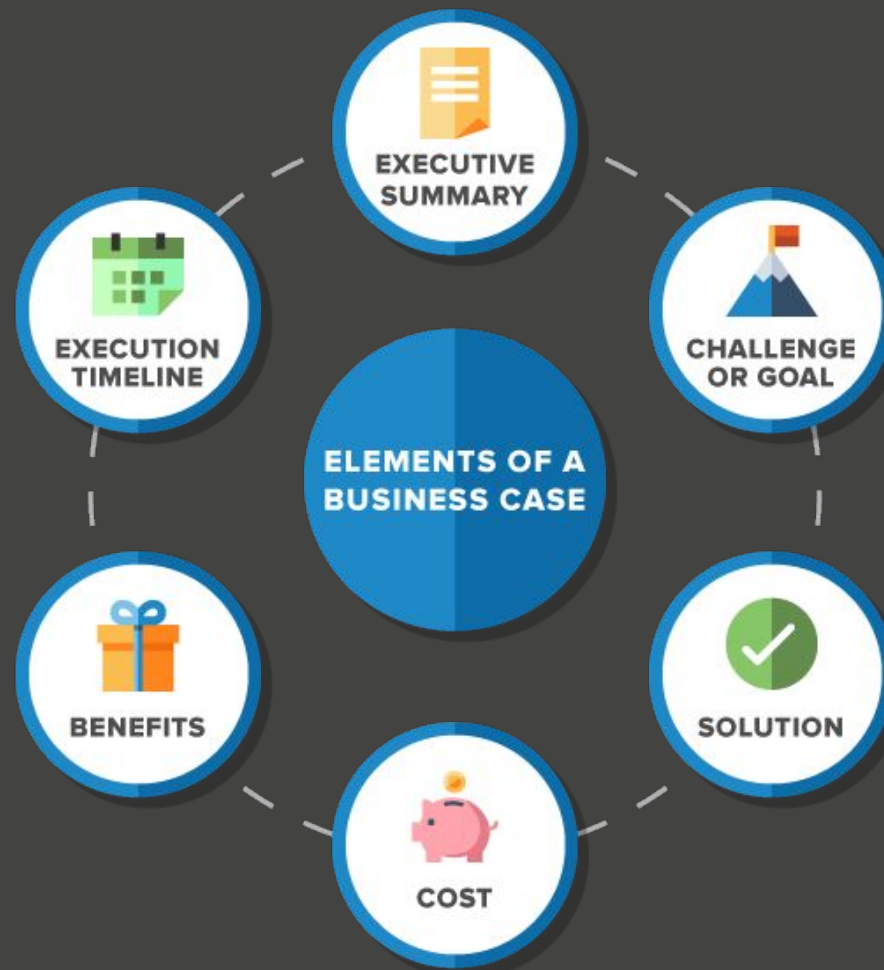 EXECUTIVE
SUMMARY
CHALLENGE
OR GOAL
SOLUTION
COST
BENEFITS
EXECUTION
TIMELINE
ELEMENTS OF A
BUSINESS CASE